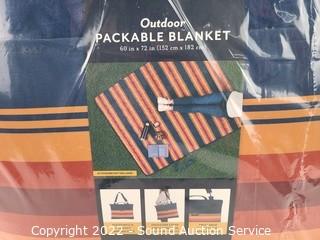 Outdoor
PACKABLE BLANKET
60 in x 72 in (152 cm x 182 cm)
Copyright 2022 - Sound Auction Service